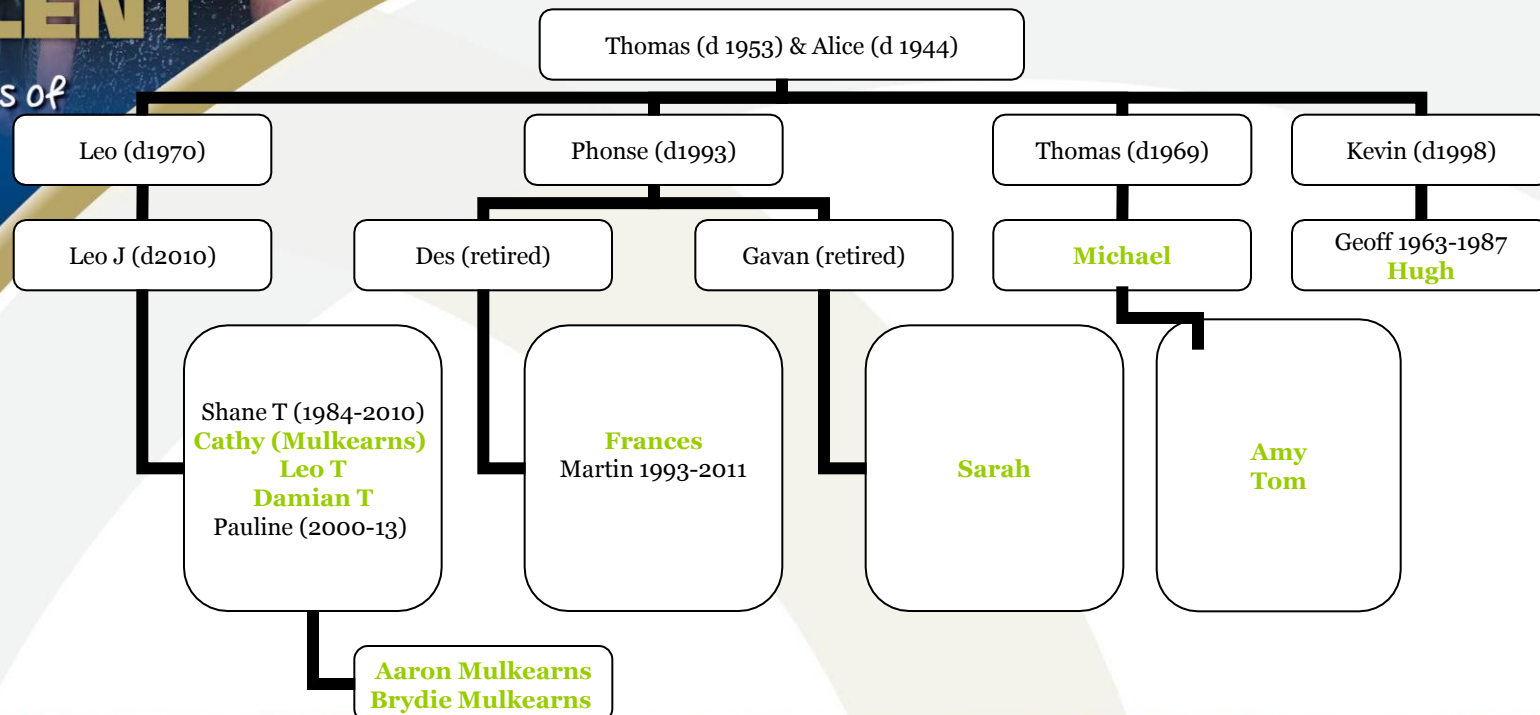 s of
Thomas (d 1953) & Alice (d 1944)
Leo (d1970)
Phonse (d1993)
Thomas (d1969)
Kevin (d1998)
Leo J (d2010)
Des (retired)
Gavan (retired)
Michael
Geoff 1963-1987
Hugh
Shane T (1984-2010)
Cathy (Mulkearns)
Leo T
Damian T
Pauline (2000-13)
Frances
Martin 1993-2011
Sarah
Amy
Tom
Aaron Mulkearns
Brydie Mulkearns